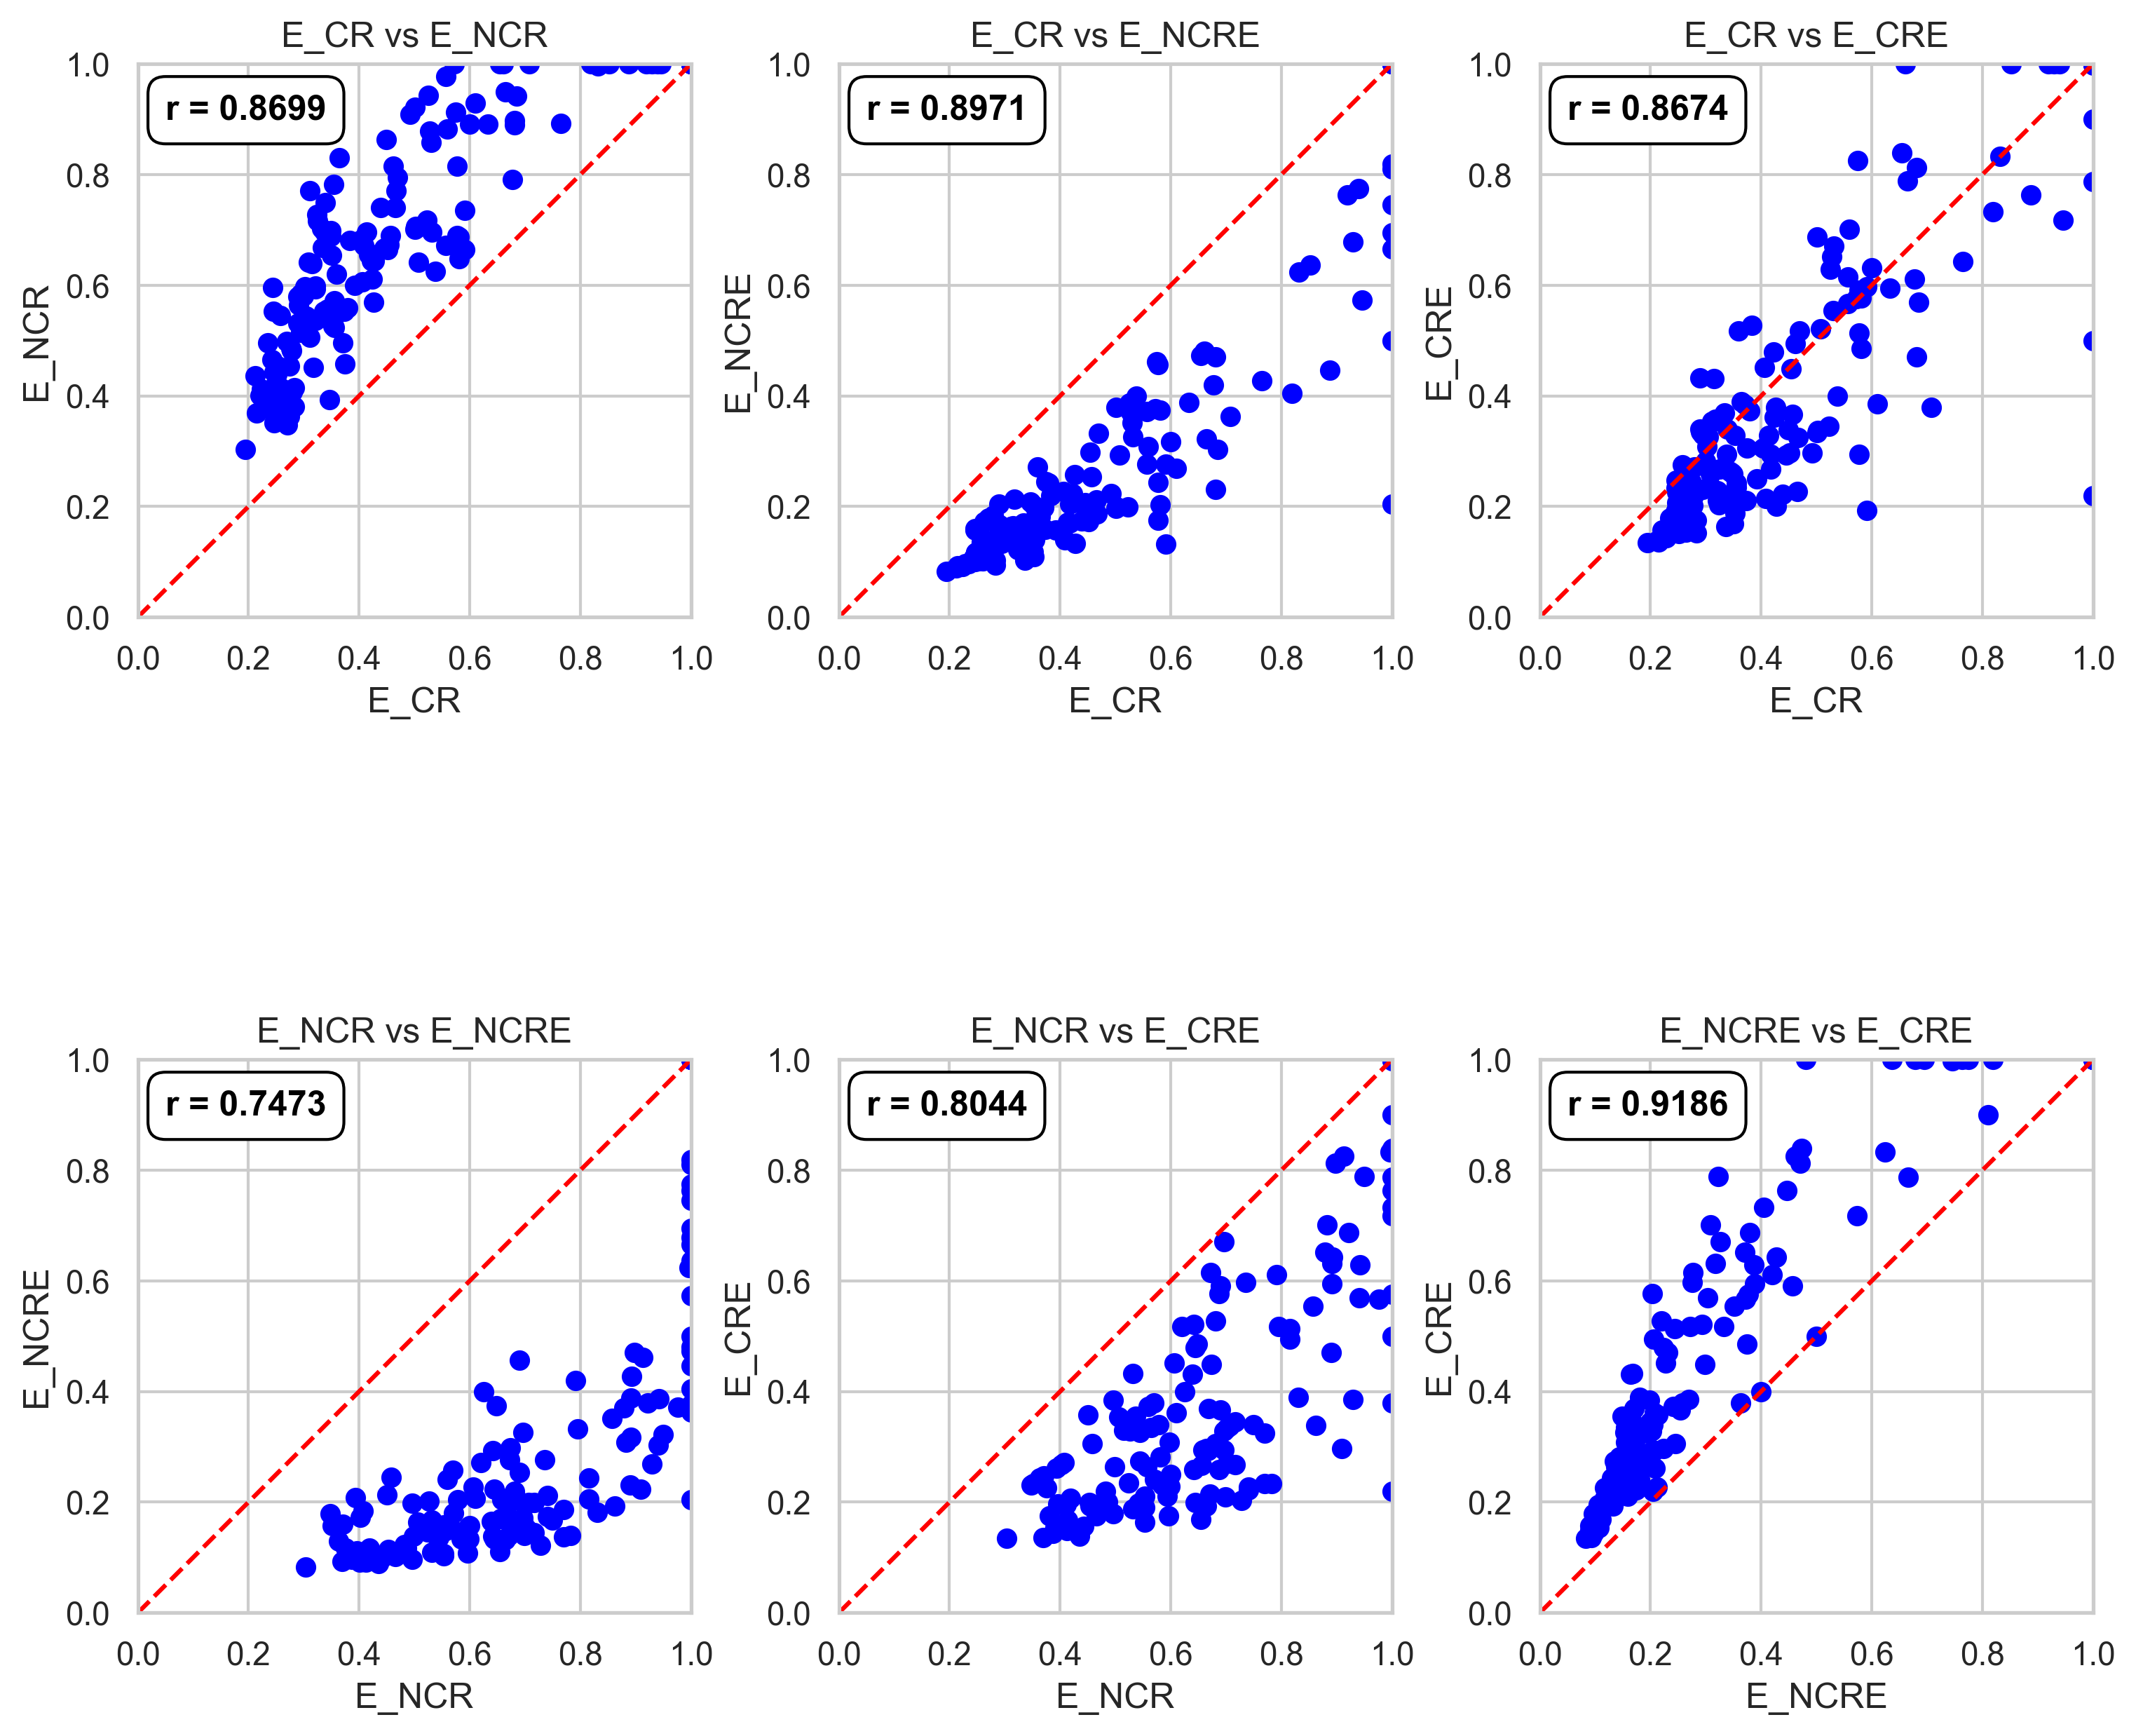 E_CR vs E_NCR
r = 0.8699
1.0
0.8
0.6
0.4
0.2
0.0
E_NCR
0.0 0.2 0.4 0.6 0.8 1.0
E_CR
E_CR vs E_NCRE
r = 0.8971
1.0
0.8
0.6
0.4
0.2
0.0
E_NCRE
0.0 0.2 0.4 0.6 0.8 1.0
E_CR
E_CR vs E_CRE
r = 0.8674
1.0
0.8
0.6
0.4
0.2
0.0
E_CRE
0.0 0.2 0.4 0.6 0.8 1.0
E_CR
E_NCR vs E_NCRE
r = 0.7473
1.0
0.8
0.6
0.4
0.2
0.0
E_NCRE
0.0 0.2 0.4 0.6 0.8 1.0
E_NCR
E_NCR vs E_CRE
r = 0.8044
1.0
0.8
0.6
0.4
0.2
0.0
E_CRE
0.0 0.2 0.4 0.6 0.8 1.0
E_NCR
E_NCRE vs E_CRE
r = 0.9186
1.0
0.8
0.6
0.4
0.2
0.0
E_CRE
0.0 0.2 0.4 0.6 0.8 1.0
E_NCRE